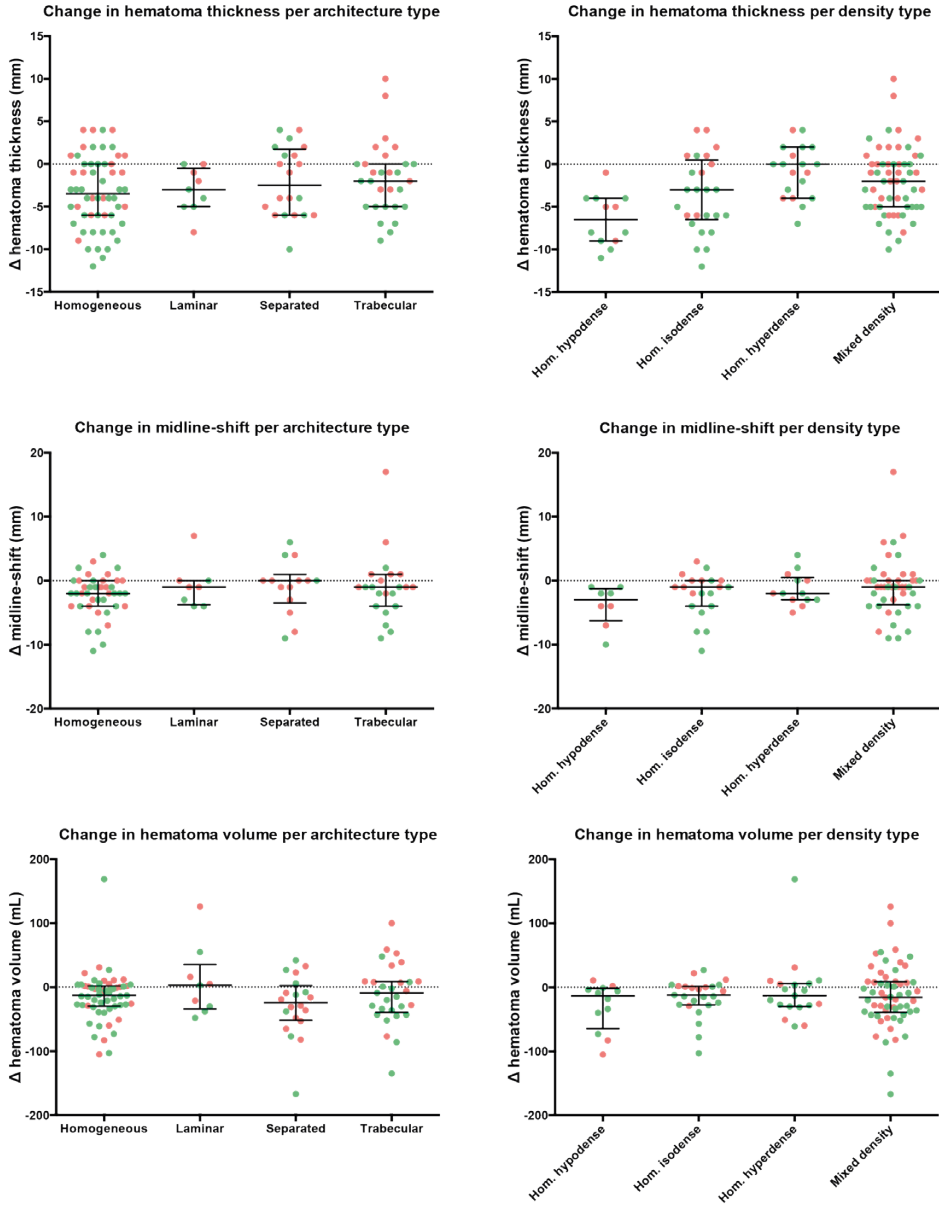 Change in hematoma thickness per architecture type
Δ hematoma thickness (mm)
15
10
5
0
-5
-10
-15
Homogeneous Laminar Separated Trabecular
Change in hematoma thickness per density type
Δ hematoma thickness (mm)
15
10
5
0
-5
-10
-15
Hom. hypodense Hom. isodense Hom. hyperdense Mixed density
Change in midline-shift per architecture type
Δ midline-shift (mm)
20
10
0
-10
-20
Homogeneous Laminar Separated Trabecular
Change in midline-shift per density type
Δ midline-shift (mm)
20
10
0
-10
-20
Hom. hypodense Hom. isodense Hom. hyperdense Mixed density
Change in hematoma volume per architecture type
Δ hematoma volume (mL)
200
100
0
-100
-200
Homogeneous Laminar Separated Trabecular
Change in hematoma volume per density type
Δ hematoma volume (mL)
200
100
0
-100
-200
Hom. hypodense Hom. isodense Hom. hyperdense Mixed density